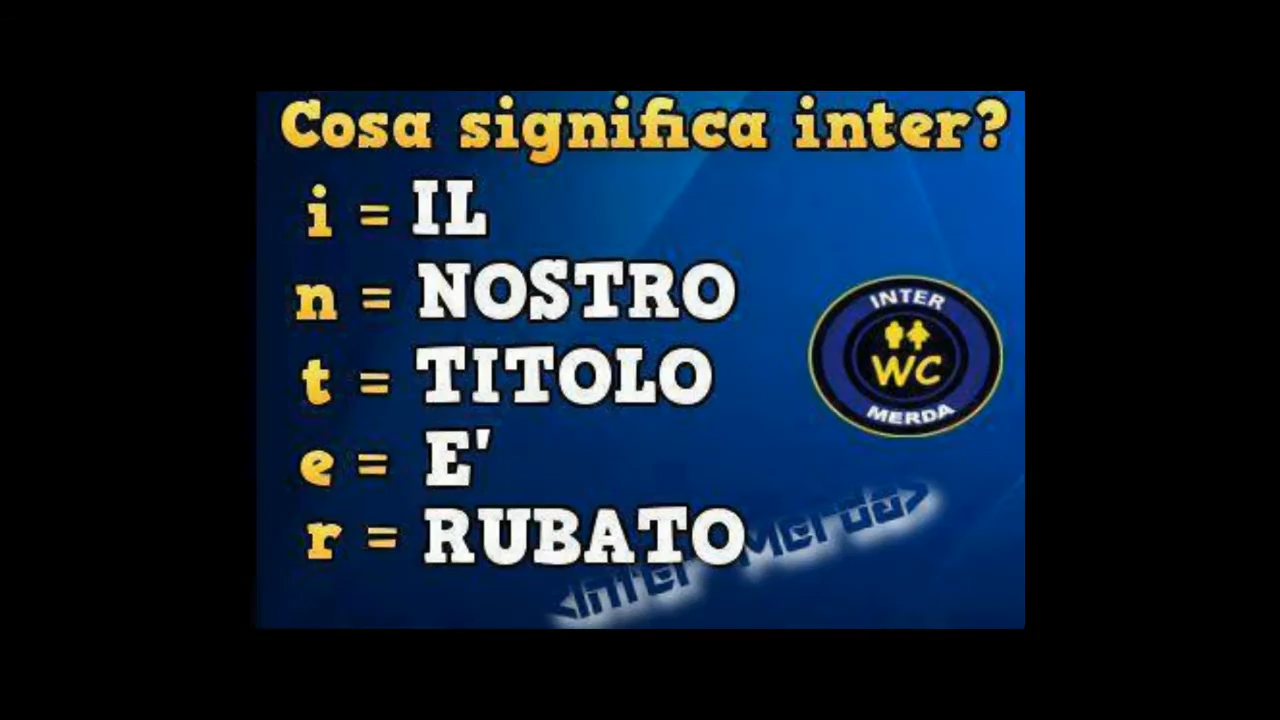 Cosa significa inter?
i = IL
n = NOSTRO
t = TITOLO
e = E'
r = RUBATO
INTER
WC
MERDA
<Inter Merda>